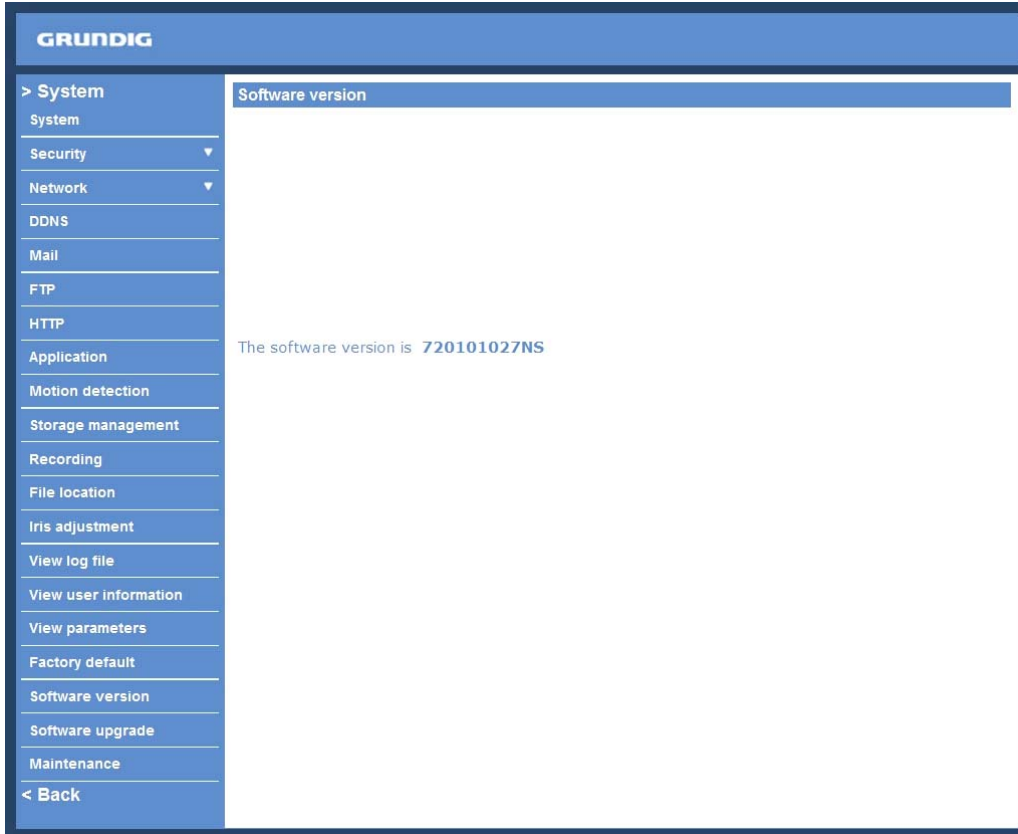 GRUNDIG
> System
System
Security
Network
DDNS
Mail
FTP
HTTP
Application
Motion detection
Storage management
Recording
File location
Iris adjustment
View log file
View user information
View parameters
Factory default
Software version
Software upgrade
Maintenance
< Back
Software version
The software version is 720101027NS